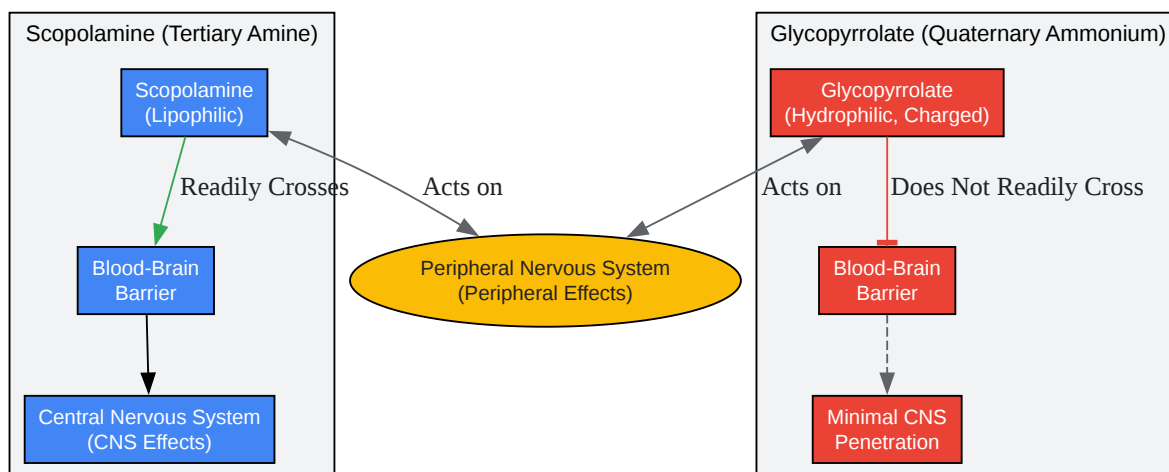 Scopolamine (Tertiary Amine)
Glycopyrrolate (Quaternary Ammonium)
Scopolamine
(Lipophilic)
Glycopyrrolate
(Hydrophilic, Charged)
Readily Crosses
Acts on
Acts on
Does Not Readily Cross
Blood-Brain
Barrier
Peripheral Nervous System
(Peripheral Effects)
Blood-Brain
Barrier
Central Nervous System
(CNS Effects)
Minimal CNS
Penetration